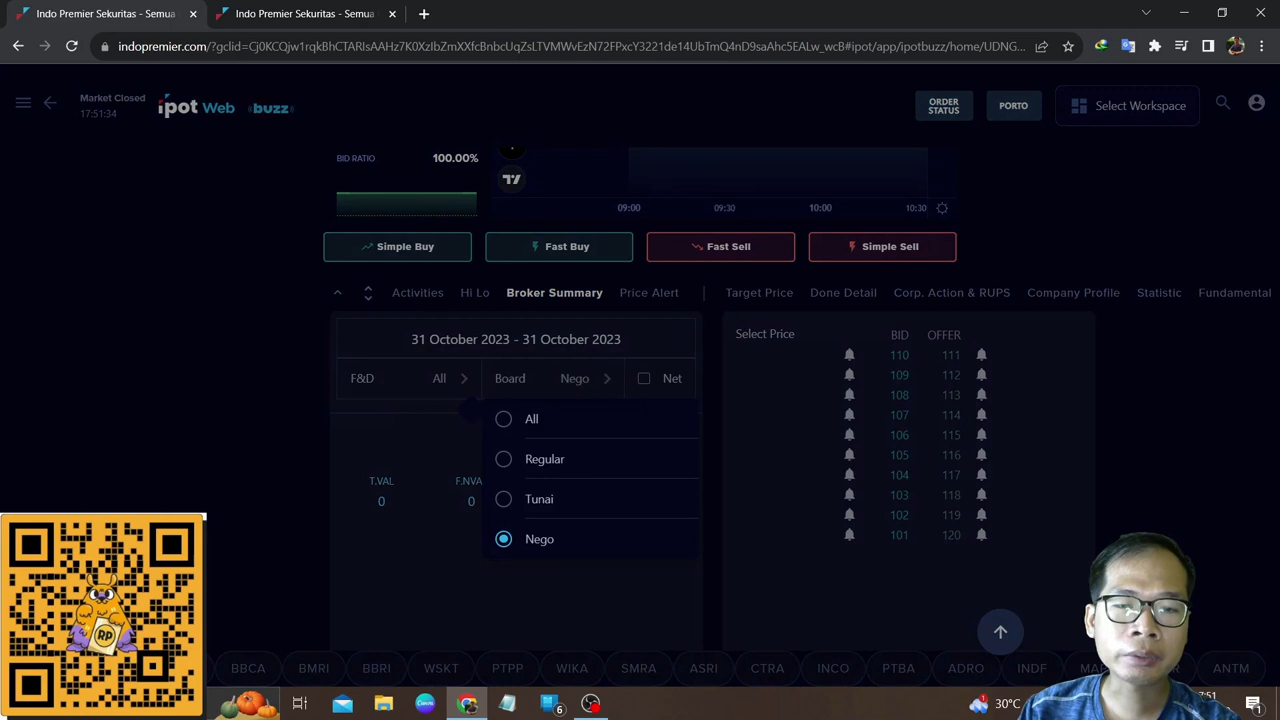 Indo Premier Sekuritas - Semua
Indo Premier Sekuritas - Semua
indopremier.com/?gclid=Cj0KCQjw1rqkBhCTARIsAAHz7K0XzIbZmXXfcBnbcUqZsLTVMWvEzN72FPxcY3221de14UbTmQ4nD9saAhc5EALw_wcB#ipot/app/ipotbuzz/home/UDNG...
Market Closed
17:51:34
ipot Web
buzz
ORDER STATUS
PORTO
Select Workspace
BID RATIO 100.00%
09:00 09:30 10:00 10:30
Simple Buy Fast Buy Fast Sell Simple Sell
Activities Hi Lo Broker Summary Price Alert Target Price Done Detail Corp. Action & RUPS Company Profile Statistic Fundamental
31 October 2023 - 31 October 2023
F&D All Board Nego Net
All
Regular
Tunai
Nego
T.VAL
0
F.NVA
0
Select Price BID OFFER
110 111
109 112
108 113
107 114
106 115
105 116
104 117
103 118
102 119
101 120
RP
BBCA BMRI BBRI WSKT PTPP WIKA SMRA ASRI CTRA INCO PTBA ADRO INDF ANTM
6
1
30°C
1